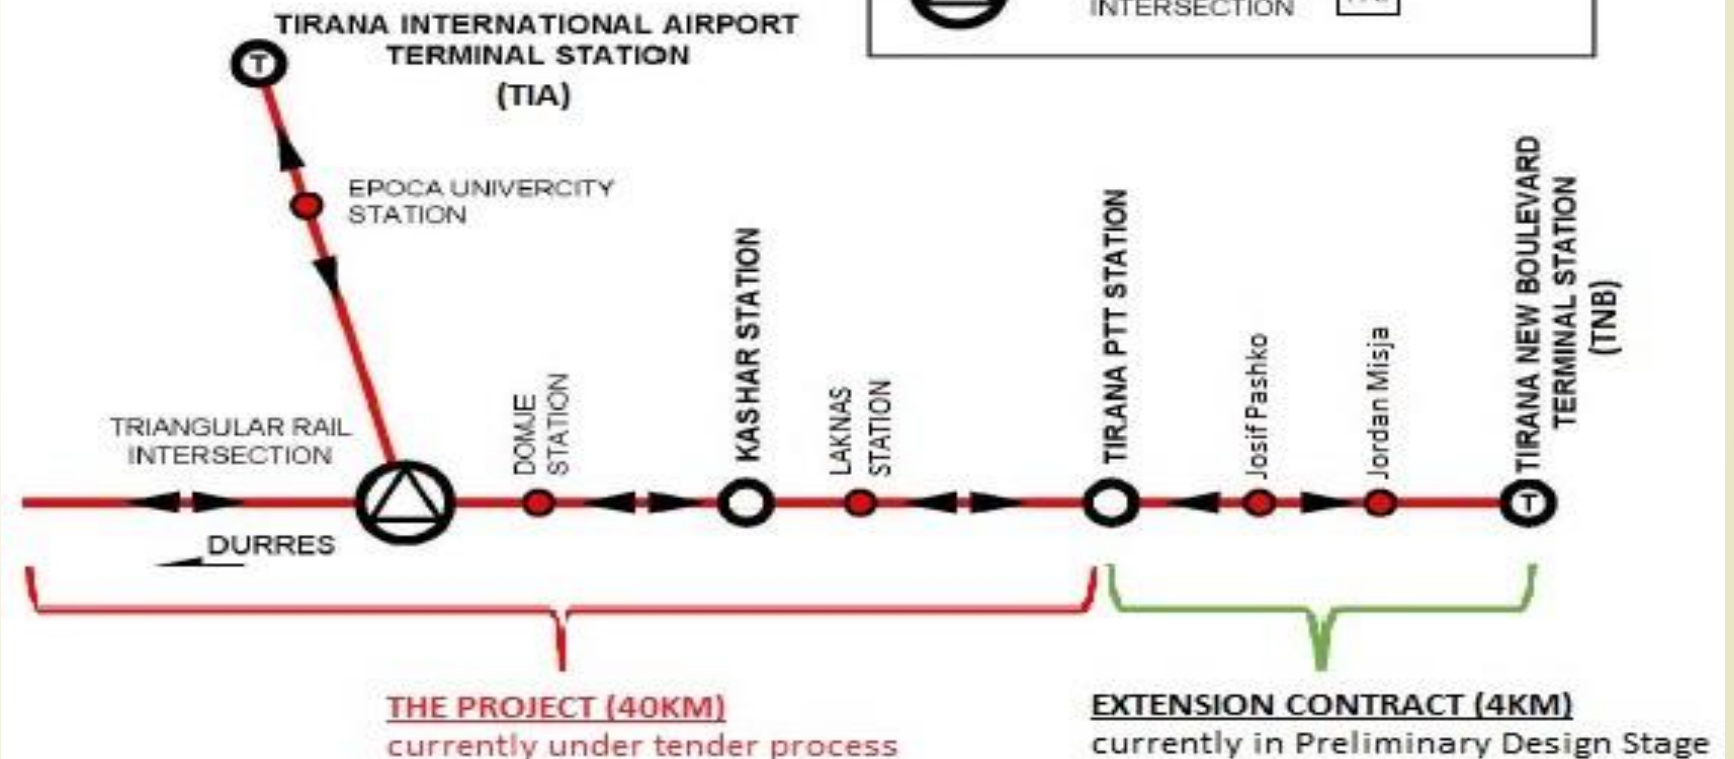 TIRANA INTERNATIONAL AIRPORT
TERMINAL STATION
(TIA)
INTERSECTION
T
EPOCA UNIVERCITY
STATION
TRIANGULAR RAIL
INTERSECTION
DURRES
DOMJE
STATION
KASHAR STATION
LAKNAS
STATION
TIRANA PTT STATION
Josif Pashko
Jordan Misja
TIRANA NEW BOULEVARD
TERMINAL STATION
(TNB)
T
THE PROJECT (40KM)
currently under tender process
EXTENSION CONTRACT (4KM)
currently in Preliminary Design Stage